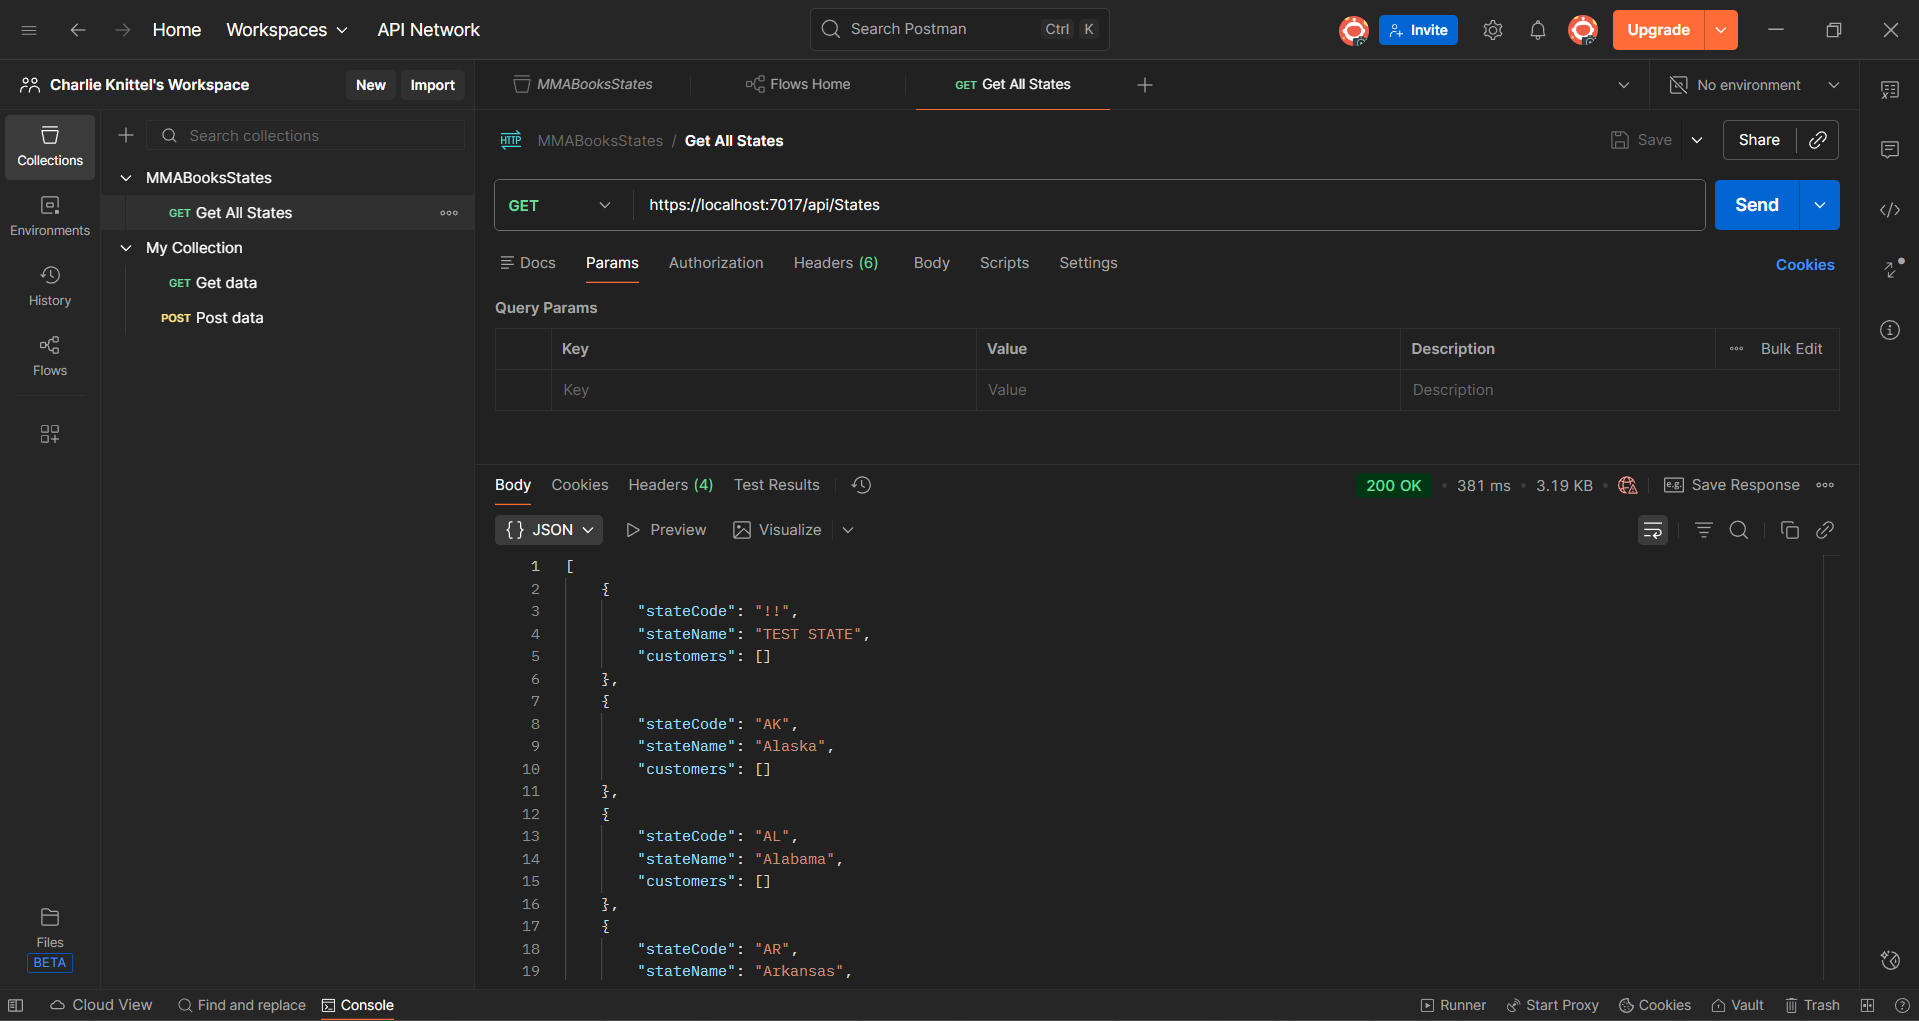 Home Workspaces API Network Search Postman Ctrl K Invite Upgrade
Charlie Knittel's Workspace New Import MMABooksStates Flows Home GET Get All States No environment
Collections
Search collections
HTTP MMABooksStates / Get All States Save Share
MMABooksStates
GET Get All States
GET https://localhost:7017/api/States Send
Environments
My Collection
Docs Params Authorization Headers (6) Body Scripts Settings Cookies
GET Get data
History
Query Params
POST Post data
Key Value Description Bulk Edit
Flows
Key Value Description
Body Cookies Headers (4) Test Results 200 OK 381 ms 3.19 KB e.g. Save Response
{} JSON Preview Visualize
1 [
2 {
3 "stateCode": "!!",
4 "stateName": "TEST STATE",
5 "customers": []
6 },
7 {
8 "stateCode": "AK",
9 "stateName": "Alaska",
10 "customers": []
11 },
12 {
13 "stateCode": "AL",
14 "stateName": "Alabama",
15 "customers": []
16 },
17 {
18 "stateCode": "AR",
19 "stateName": "Arkansas",
Files
BETA
Cloud View Find and replace Console Runner Start Proxy Cookies Vault Trash